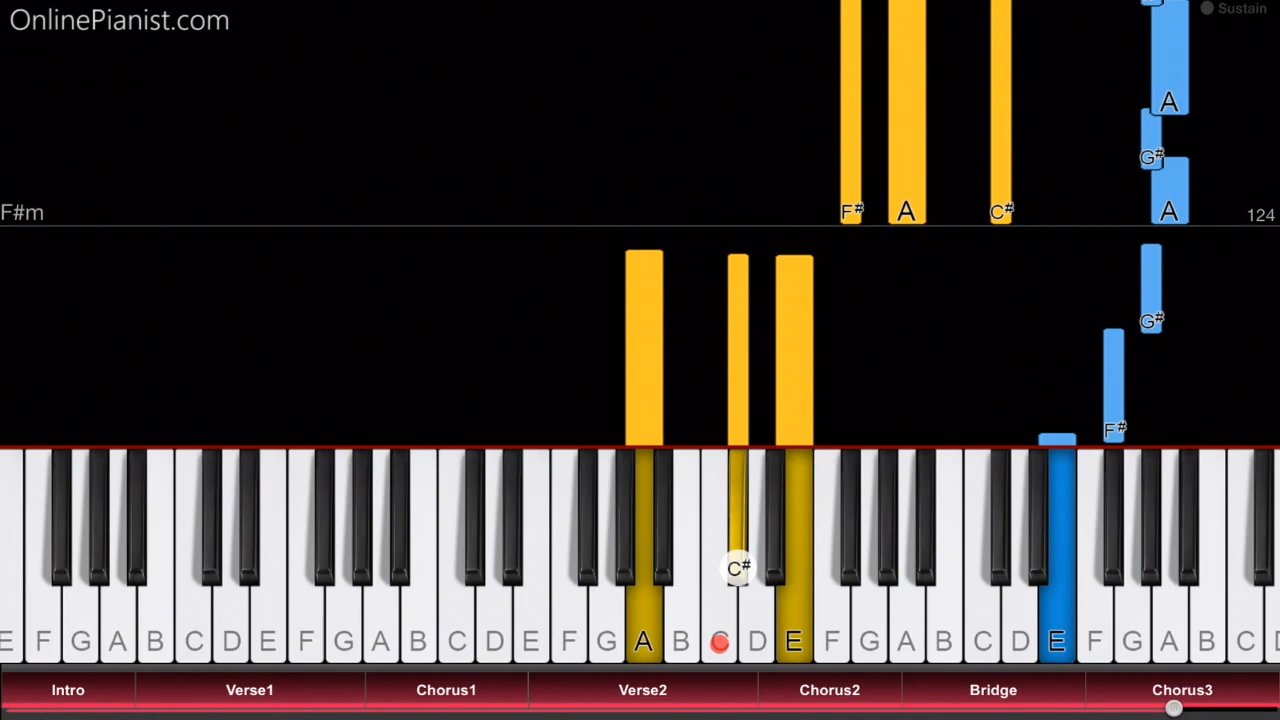 OnlinePianist.com
Sustain
A
G#
F#m
F#
A
C#
A
124
G#
F#
C#
E F G A B C D E F G A B C D E F G A B C D E F G A B C D E F G A B C
Intro Verse1 Chorus1 Verse2 Chorus2 Bridge Chorus3